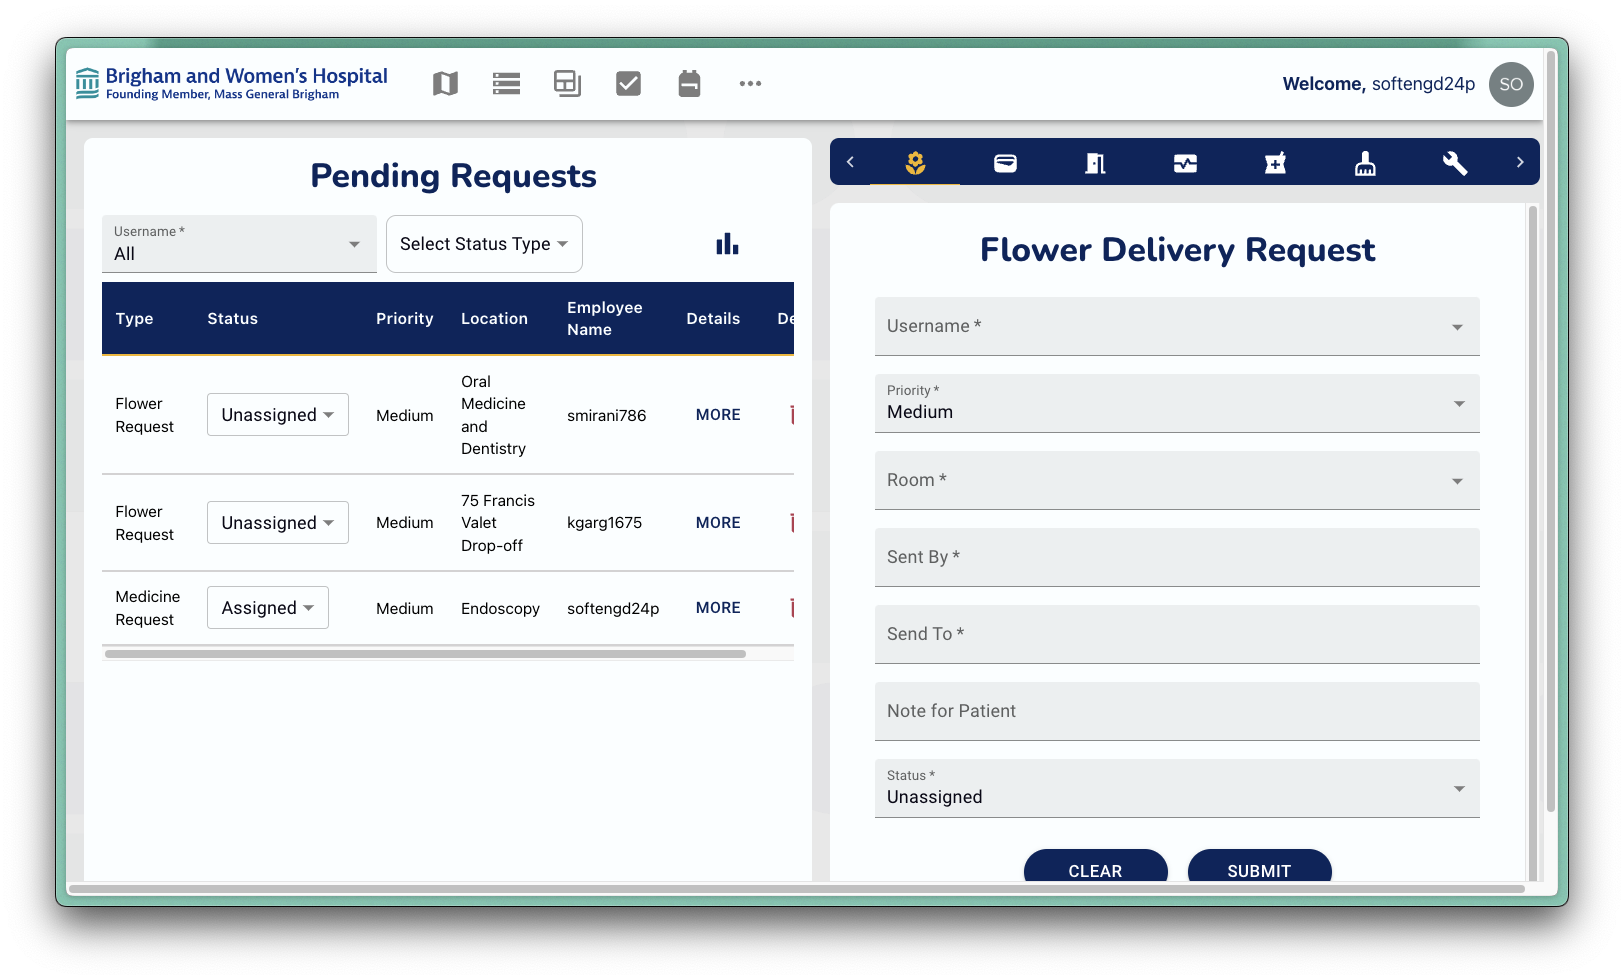 Brigham and Women's Hospital
Founding Member, Mass General Brigham
Welcome, softengd24p
SO
Pending Requests
Username *
All
Select Status Type
Type Status Priority Location Employee Name Details De
Flower Request
Unassigned
Medium
Oral Medicine and Dentistry
smirani786
MORE
Flower Request
Unassigned
Medium
75 Francis Valet Drop-off
kgarg1675
MORE
Medicine Request
Assigned
Medium
Endoscopy
softengd24p
MORE
Flower Delivery Request
Username *
Priority *
Medium
Room *
Sent By *
Send To *
Note for Patient
Status *
Unassigned
CLEAR
SUBMIT